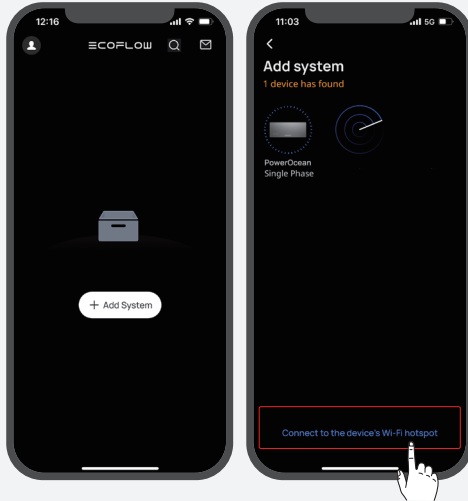 12:16
ECOFLOW
+ Add System
11:03
5G
Add system
1 device has found
PowerOcean
Single Phase
Connect to the device's Wi-Fi hotspot